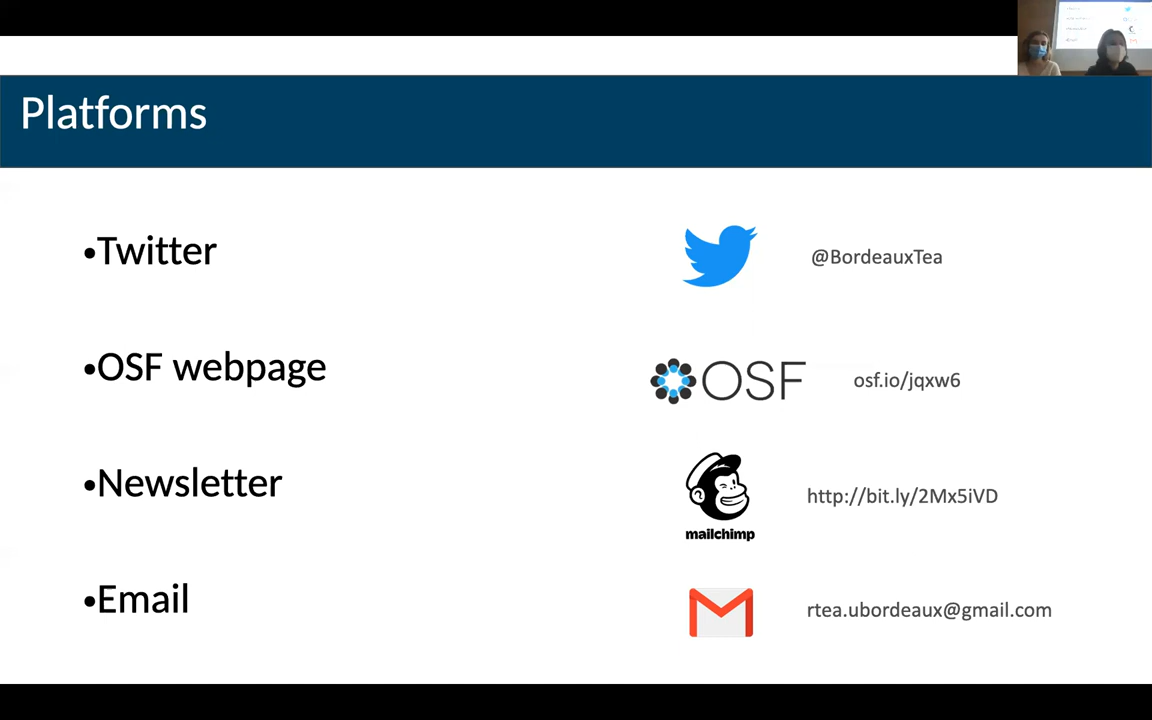 Platforms
•Twitter
@BordeauxTea
•OSF webpage
OSF
osf.io/jqxw6
•Newsletter
mailchimp
http://bit.ly/2Mx5iVD
•Email
rtea.ubordeaux@gmail.com